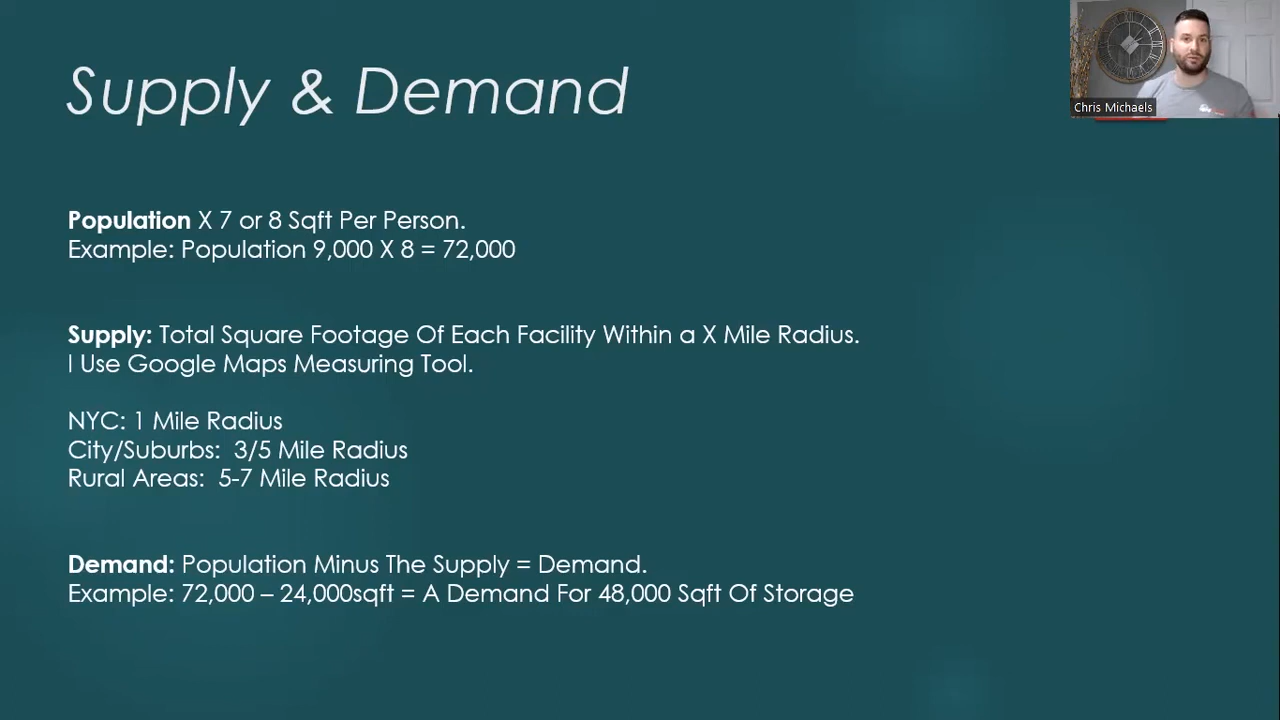 Supply & Demand
Chris Michaels
Population X 7 or 8 Sqft Per Person.
Example: Population 9,000 X 8 = 72,000
Supply: Total Square Footage Of Each Facility Within a X Mile Radius.
I Use Google Maps Measuring Tool.
NYC: 1 Mile Radius
City/Suburbs:  3/5 Mile Radius
Rural Areas:  5-7 Mile Radius
Demand: Population Minus The Supply = Demand.
Example: 72,000 – 24,000sqft = A Demand For 48,000 Sqft Of Storage